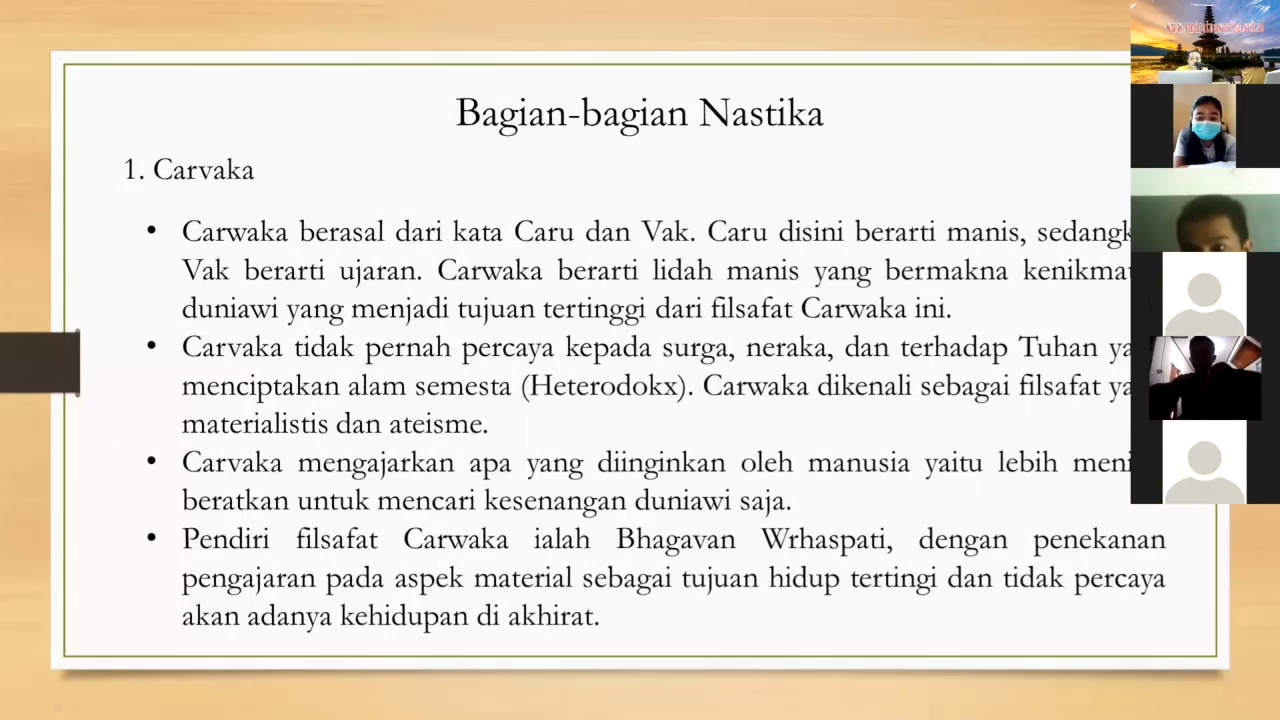 Bagian-bagian Nastika
1. Carvaka
• Carwaka berasal dari kata Caru dan Vak. Caru disini berarti manis, sedangk
Vak berarti ujaran. Carwaka berarti lidah manis yang bermakna kenikmat
duniawi yang menjadi tujuan tertinggi dari filsafat Carwaka ini.
• Carvaka tidak pernah percaya kepada surga, neraka, dan terhadap Tuhan ya
menciptakan alam semesta (Heterodokx). Carwaka dikenali sebagai filsafat ya
materialistis dan ateisme.
• Carvaka mengajarkan apa yang diinginkan oleh manusia yaitu lebih meni
beratkan untuk mencari kesenangan duniawi saja.
• Pendiri filsafat Carwaka ialah Bhagavan Wrhaspati, dengan penekanan
pengajaran pada aspek material sebagai tujuan hidup tertingi dan tidak percaya
akan adanya kehidupan di akhirat.